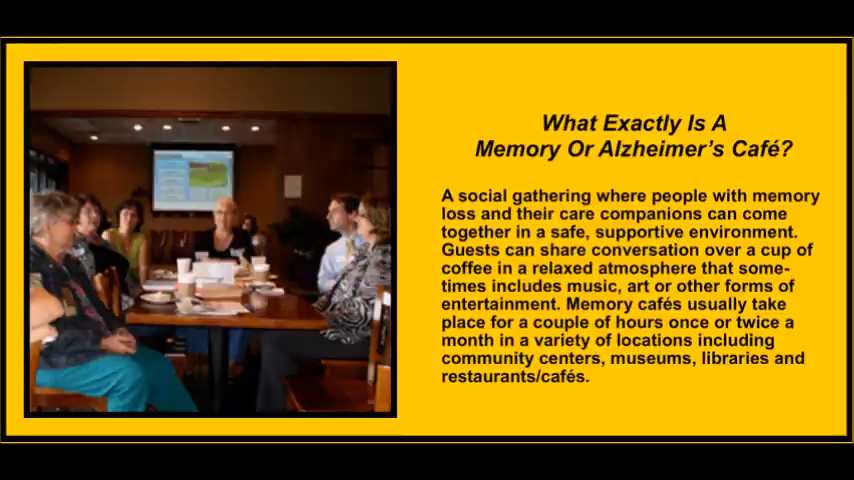 What Exactly Is A
Memory Or Alzheimer's Café?
A social gathering where people with memory
loss and their care companions can come
together in a safe, supportive environment.
Guests can share conversation over a cup of
coffee in a relaxed atmosphere that some-
times includes music, art or other forms of
entertainment. Memory cafés usually take
place for a couple of hours once or twice a
month in a variety of locations including
community centers, museums, libraries and
restaurants/cafés.